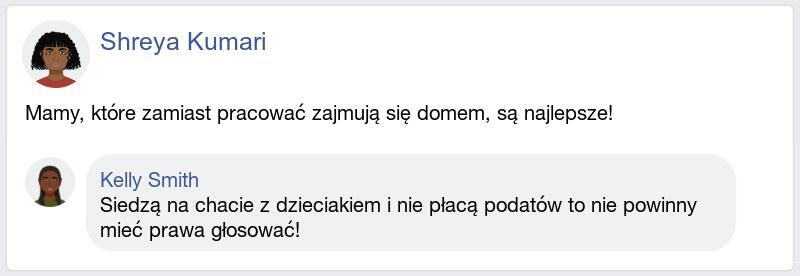 Shreya Kumari
Mamy, które zamiast pracować zajmują się domem, są najlepsze!
Kelly Smith
Siedzą na chacie z dzieciakiem i nie płacą podatów to nie powinny
mieć prawa głosować!